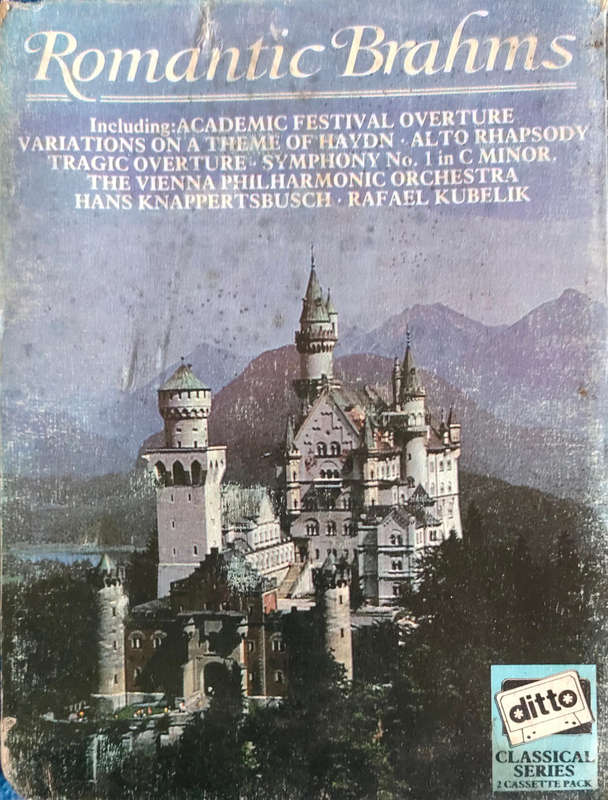 Romantic Brahms
Including:ACADEMIC FESTIVAL OVERTURE
VARIATIONS ON A THEME OF HAYDN · ALTO RHAPSODY
TRAGIC OVERTURE · SYMPHONY No. 1 in C MINOR.
THE VIENNA PHILHARMONIC ORCHESTRA
HANS KNAPPERTSBUSCH · RAFAEL KUBELIK
ditto
CLASSICAL
SERIES
2 CASSETTE PACK